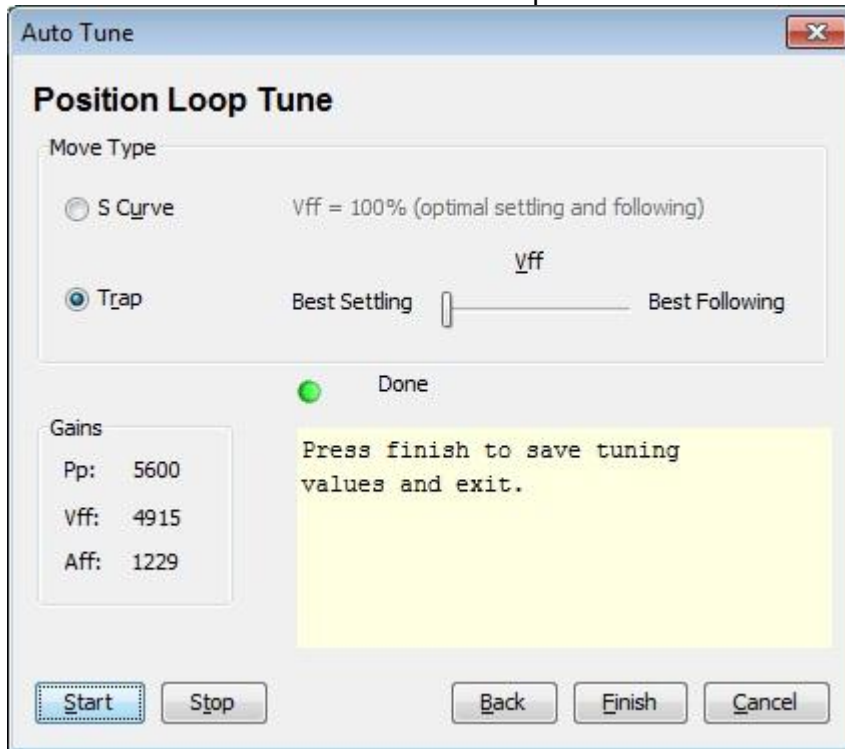 Auto Tune
Position Loop Tune
Move Type
S Curve
Vff = 100% (optimal settling and following)
Vff
Trap
Best Settling
Best Following
Done
Gains
Pp: 5600
Vff: 4915
Aff: 1229
Press finish to save tuning
values and exit.
Start
Stop
Back
Finish
Cancel